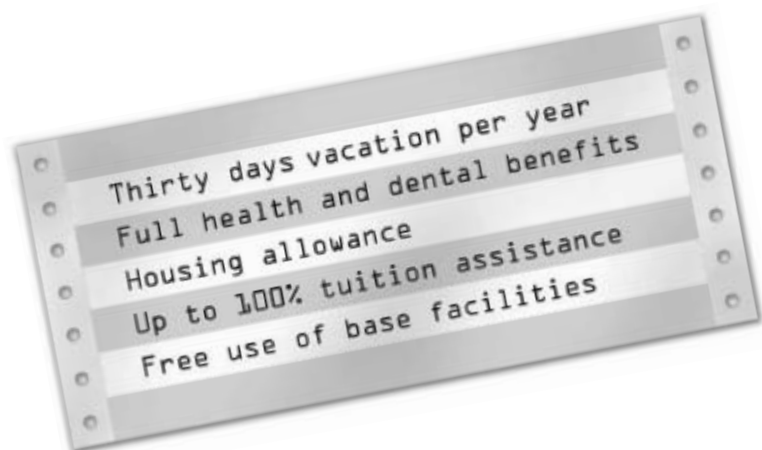 Thirty days vacation per year
Full health and dental benefits
Housing allowance
Up to 100% tuition assistance
Free use of base facilities